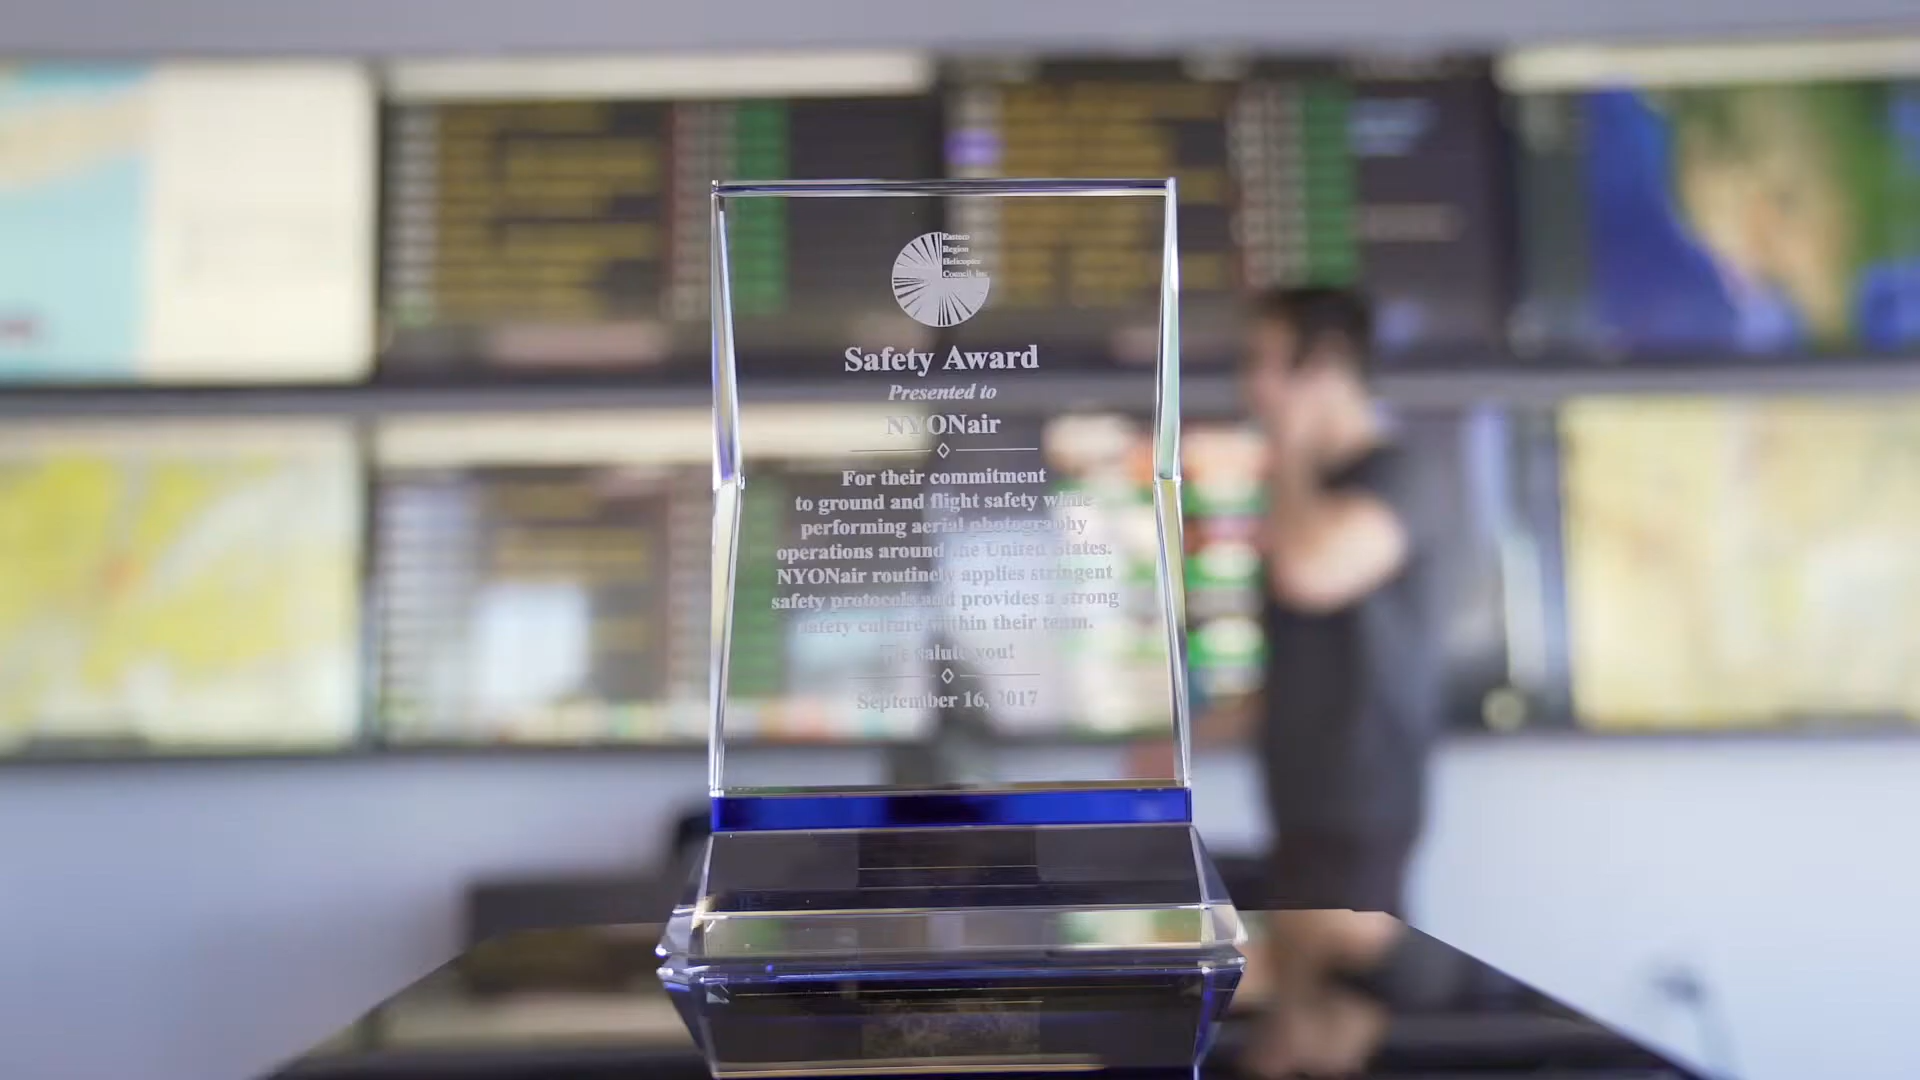 Eastern
Region
Helicopter
Council, Inc.
Safety Award
Presented to
NYONair
For their commitment
to ground and flight safety while
performing aerial photography
operations around the United States.
NYONair routinely applies stringent
safety protocols and provides a strong
safety culture within their team.
We salute you!
September 16, 2017